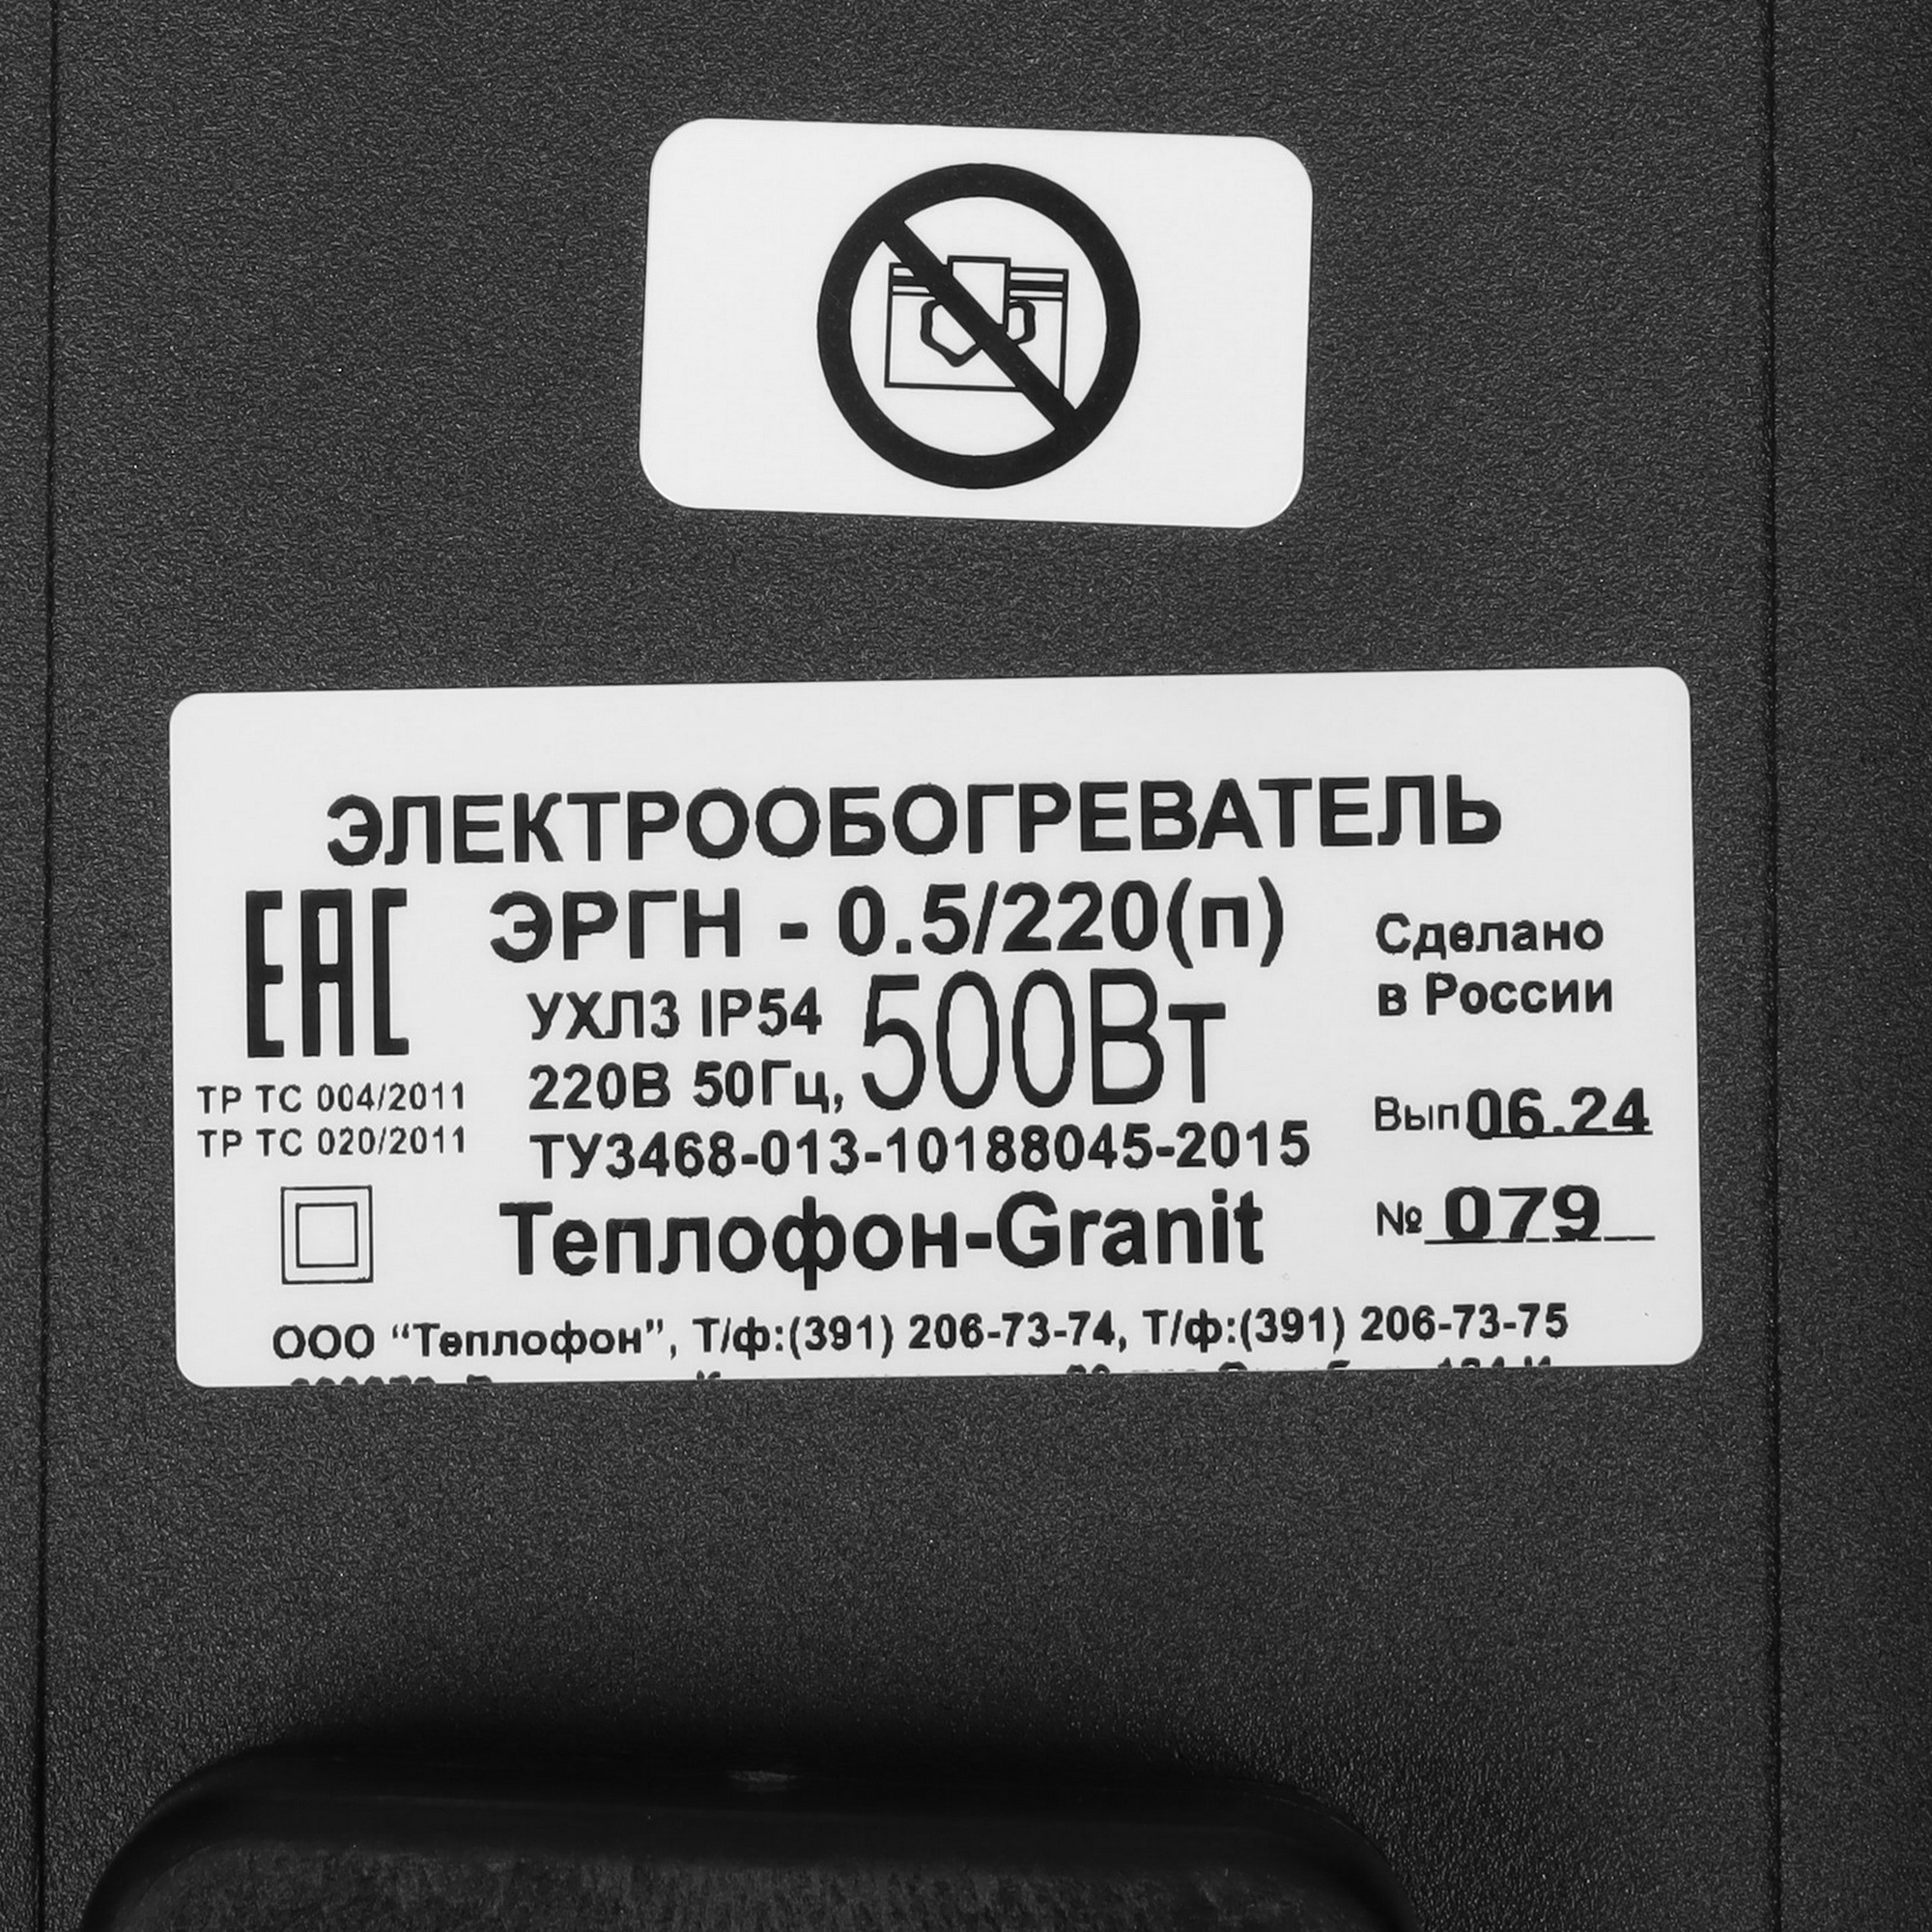 ЭЛЕКТРООБОГРЕВАТЕЛЬ
ЭРГН - 0.5/220(п)
EAC
УХЛ3 IP54
220В 50Гц, 500Вт
ТУ3468-013-10188045-2015
Теплофон-Granit
ТР ТС 004/2011
ТР ТС 020/2011
Сделано
в России
Вып 06.24
№ 079
ООО “Теплофон”, Т/ф:(391) 206-73-74, Т/ф:(391) 206-73-75